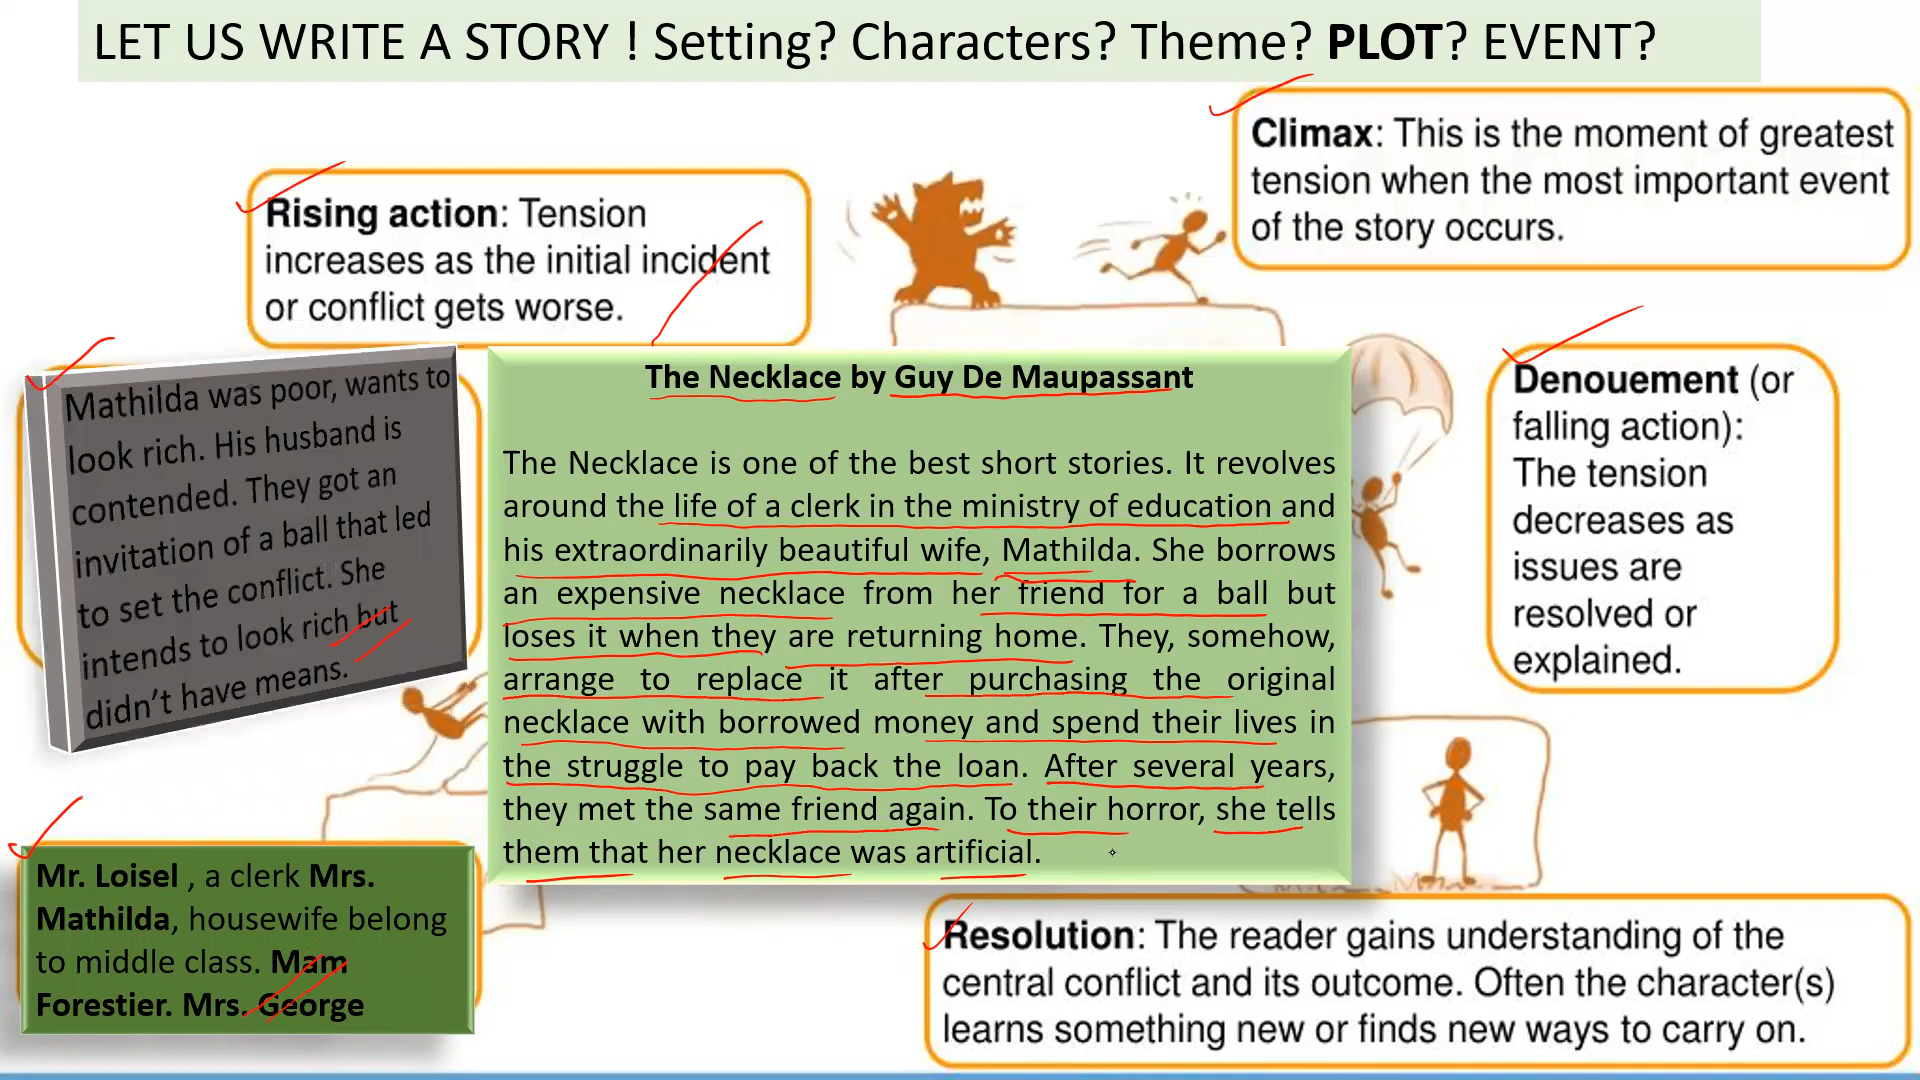 LET US WRITE A STORY ! Setting? Characters? Theme? PLOT? EVENT?
Climax: This is the moment of greatest
tension when the most important event
of the story occurs.
Rising action: Tension
increases as the initial incident
or conflict gets worse.
Mathilda was poor, wants to
look rich. His husband is
contended. They got an
invitation of a ball that led
to set the conflict. She
intends to look rich but
didn't have means.
The Necklace by Guy De Maupassant
The Necklace is one of the best short stories. It revolves
around the life of a clerk in the ministry of education and
his extraordinarily beautiful wife, Mathilda. She borrows
an expensive necklace from her friend for a ball but
loses it when they are returning home. They, somehow,
arrange to replace it after purchasing the original
necklace with borrowed money and spend their lives in
the struggle to pay back the loan. After several years,
they met the same friend again. To their horror, she tells
them that her necklace was artificial.
Denouement (or
falling action):
The tension
decreases as
issues are
resolved or
explained.
Mr. Loisel , a clerk Mrs.
Mathilda, housewife belong
to middle class. Mam
Forestier. Mrs. George
Resolution: The reader gains understanding of the
central conflict and its outcome. Often the character(s)
learns something new or finds new ways to carry on.